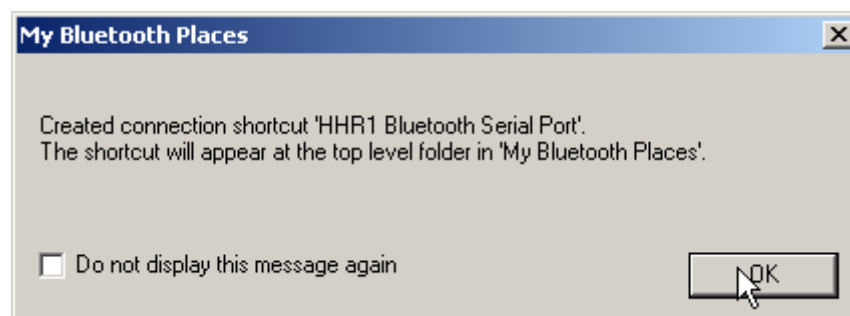 My Bluetooth Places
Created connection shortcut 'HHR1 Bluetooth Serial Port'.
The shortcut will appear at the top level folder in 'My Bluetooth Places'.
Do not display this message again
OK